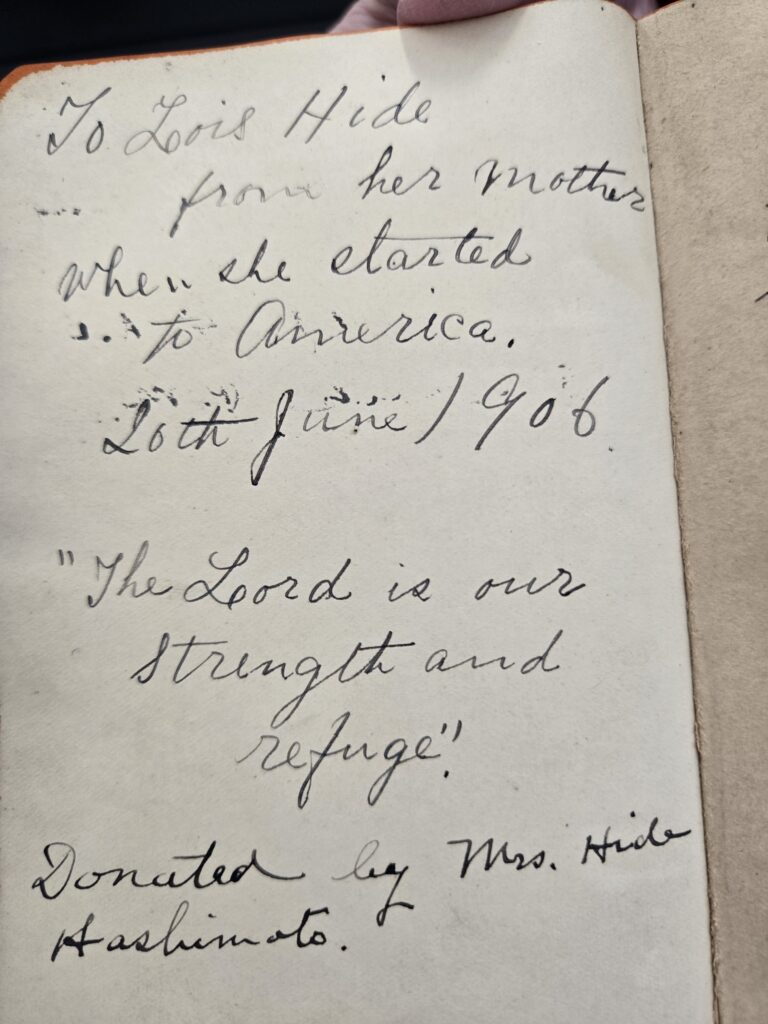 To Lois Hide
from her mother
when she started
to America.
20th June 1906.
"The Lord is our
strength and
refuge".
Donated by Mrs. Hide
Hashimoto.